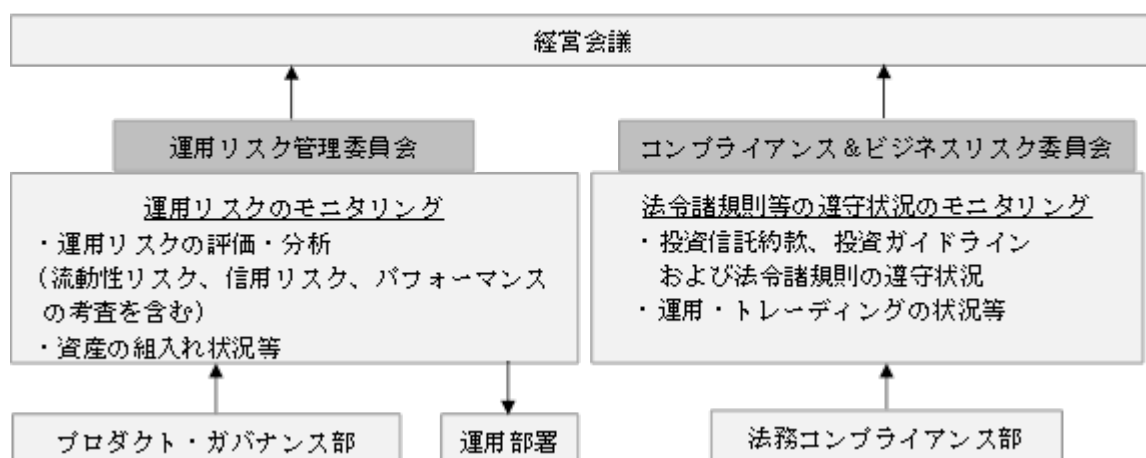 経営会議
運用リスク管理委員会
運用リスクのモニタリング
・運用リスクの評価・分析
(流動性リスク、信用リスク、パフォーマンス
の考査を含む)
・資産の組入れ状況等
プロダクト・ガバナンス部
運用部署
コンプライアンス&ビジネスリスク委員会
法令諸規則等の遵守状況のモニタリング
・投資信託約款、投資ガイドライン
および法令諸規則の遵守状況
・運用・トレーディングの状況等
法務コンプライアンス部